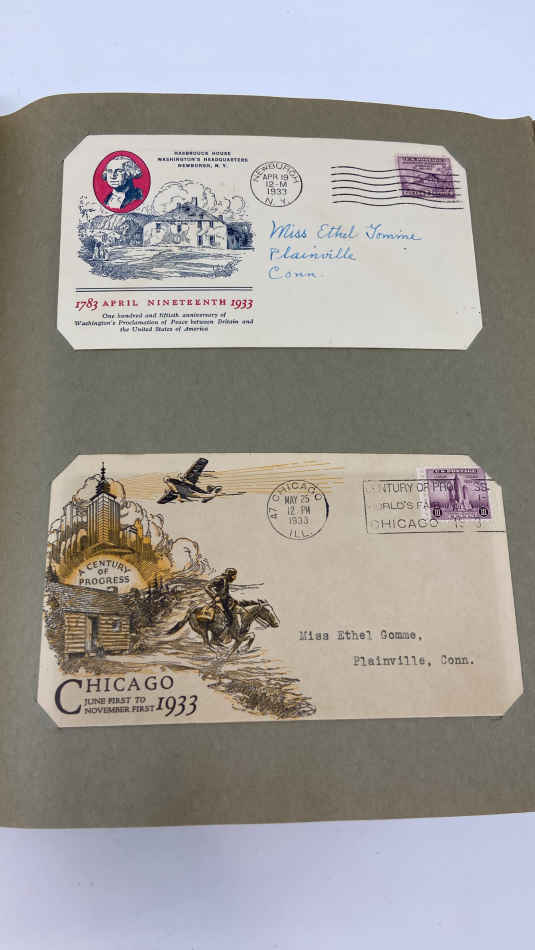 HASBROUCK HOUSE
WASHINGTON'S HEADQUARTERS
NEWBURGH, N. Y.
NEWBURGH
APR 19
12-M
1933
N. Y.
U.S. POSTAGE
Miss Ethel Gomme
Plainville
Conn.
1783 APRIL NINETEENTH 1933
One hundred and fiftieth anniversary of
Washington's Proclamation of Peace between Britain and
the United States of America
47 CHICAGO
MAY 25
12 PM
1933
ILL.
CENTURY OF
WORLD'S
CHICAGO
U.S. POSTAGE
A CENTURY
OF
PROGRESS
Miss Ethel Gomme,
Plainville, Conn.
CHICAGO
JUNE FIRST TO
NOVEMBER FIRST 1933